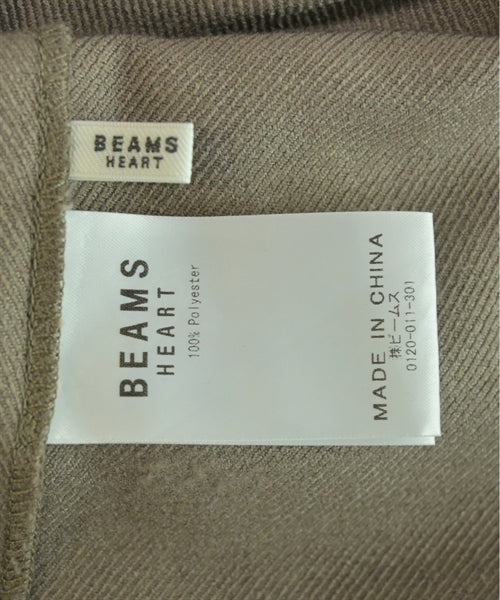 BEAMS
HEART
BEAMS
HEART
100% Polyester
MADE IN CHINA
㈱ビームス
0120-011-301